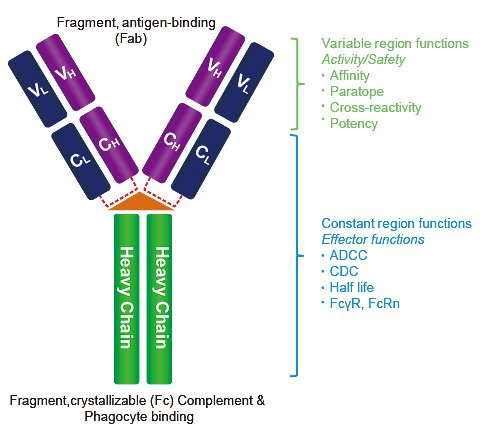 Fragment, antigen-binding
(Fab)
VL
VH
VH
VL
CL
CH
CH
CL
Variable region functions
Activity/Safety
• Affinity
• Paratope
• Cross-reactivity
• Potency
Constant region functions
Effector functions
• ADCC
• CDC
• Half life
• FcγR, FcRn
Heavy Chain
Heavy Chain
Fragment,crystallizable (Fc) Complement &
Phagocyte binding